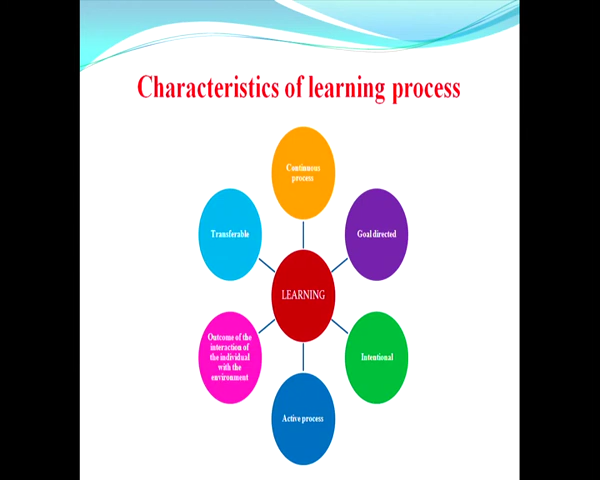 Characteristics of learning process
Continuous
process
Goal directed
Intentional
Active process
Outcome of the
interaction of
the individual
with the
environment
Transferable
LEARNING